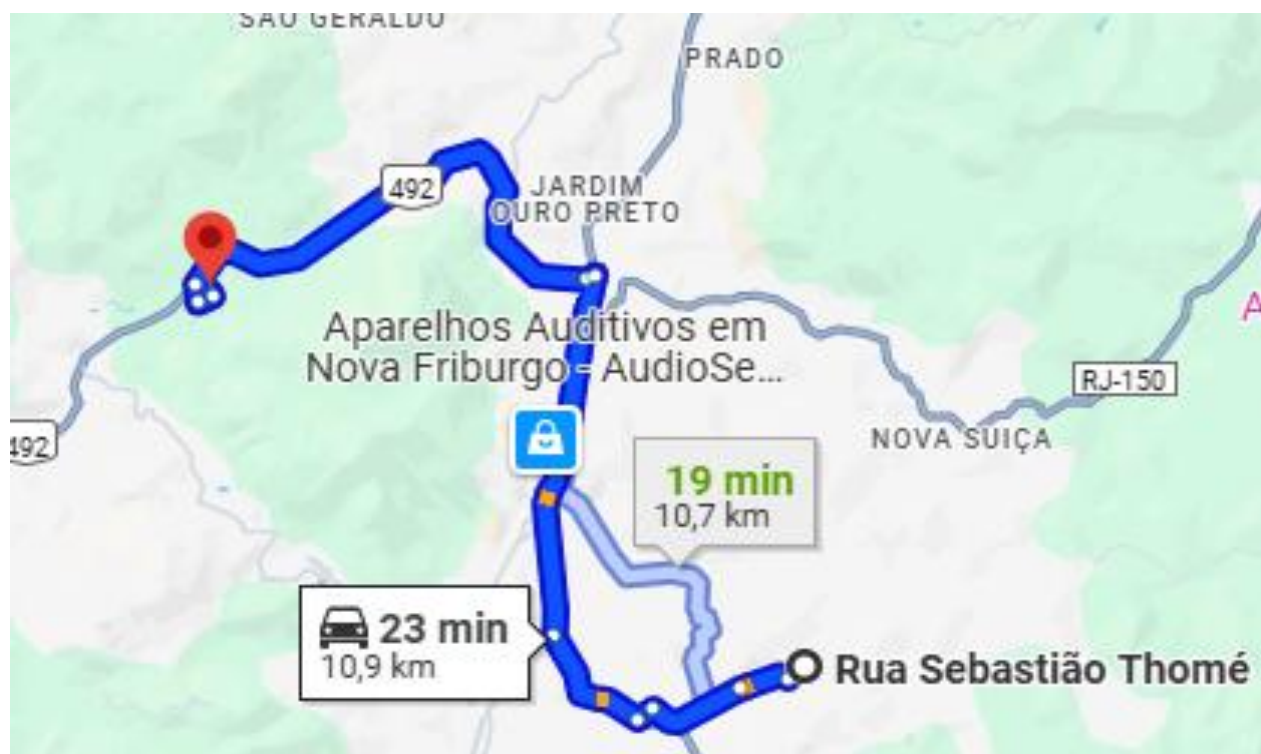 SÃO GERALDO
PRADO
492
JARDIM
OURO PRETO
Aparelhos Auditivos em
Nova Friburgo - AudioSe...
A
RJ-150
492
NOVA SUIÇA
19 min
10,7 km
23 min
10,9 km
Rua Sebastião Thomé